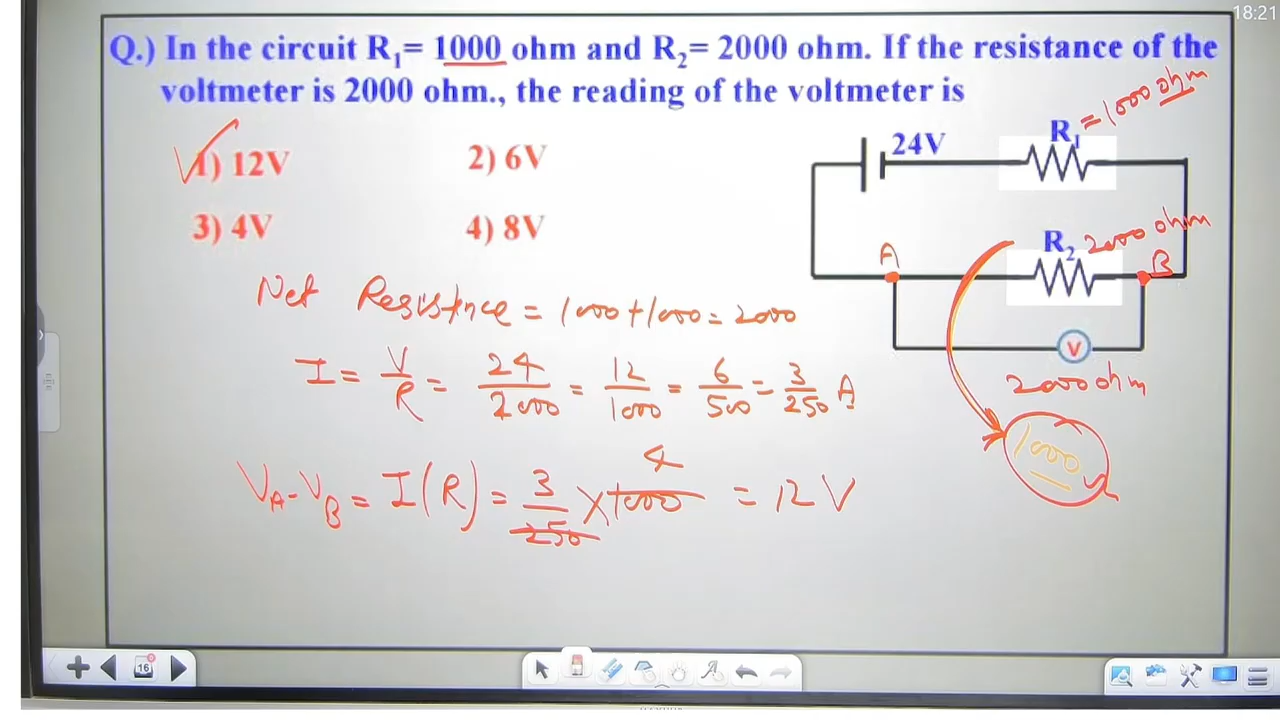 18:21
Q.) In the circuit R1= 1000 ohm and R2= 2000 ohm. If the resistance of the
voltmeter is 2000 ohm., the reading of the voltmeter is
1) 12V
2) 6V
3) 4V
4) 8V
24V
R1 = 1000 ohm
R2 2000 ohm
A
B
V
2000 ohm
1000 Ω
Net Resistance = 1000+1000 = 2000
I = V/R = 24/2000 = 12/1000 = 6/500 = 3/250 A
VA - VB = I(R) = 3/250 × 1000 4 = 12 V
16